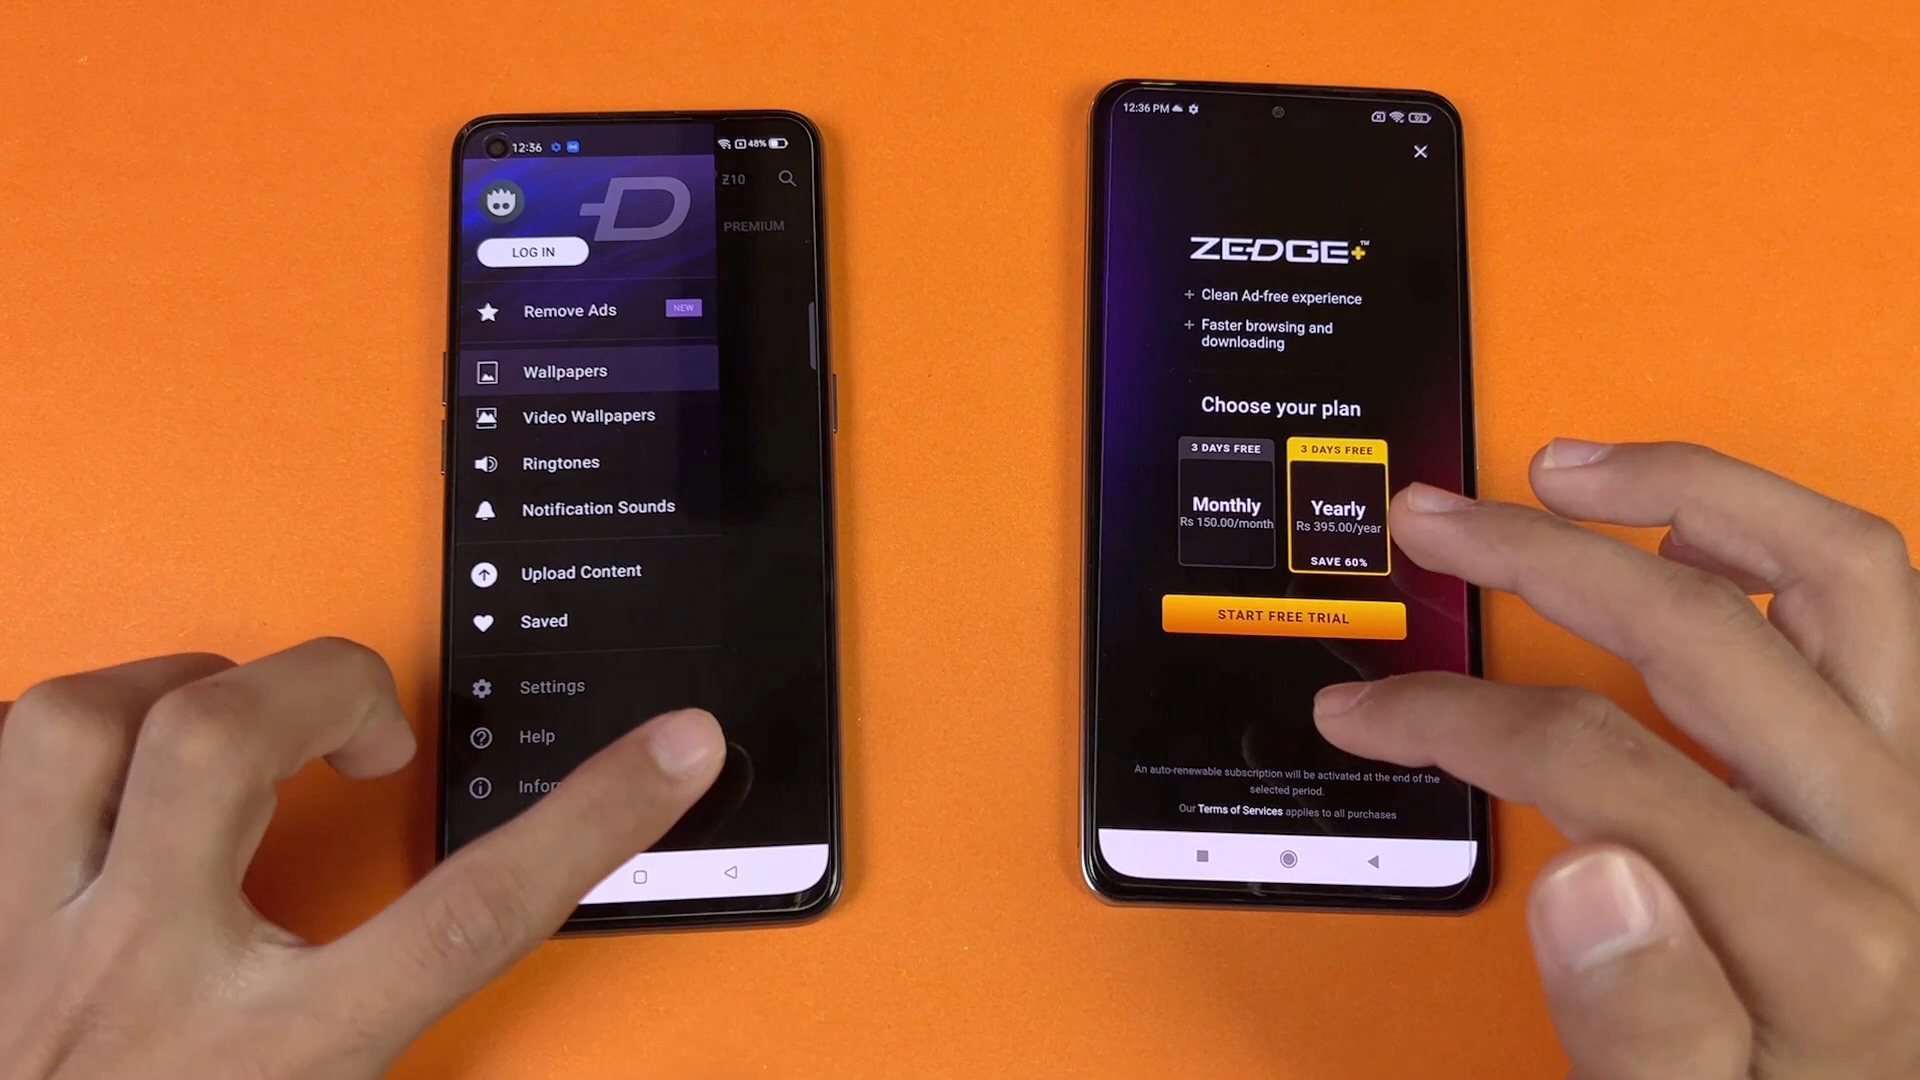 12:36
48%
Z10
PREMIUM
LOG IN
Remove Ads
NEW
Wallpapers
Video Wallpapers
Ringtones
Notification Sounds
Upload Content
Saved
Settings
Help
12:36 PM
ZEDGE+™
+ Clean Ad-free experience
+ Faster browsing and
downloading
Choose your plan
3 DAYS FREE
Monthly
Rs 150.00/month
3 DAYS FREE
Yearly
Rs 395.00/year
SAVE 60%
START FREE TRIAL
An auto-renewable subscription will be activated at the end of the
selected period.
Our Terms of Services applies to all purchases